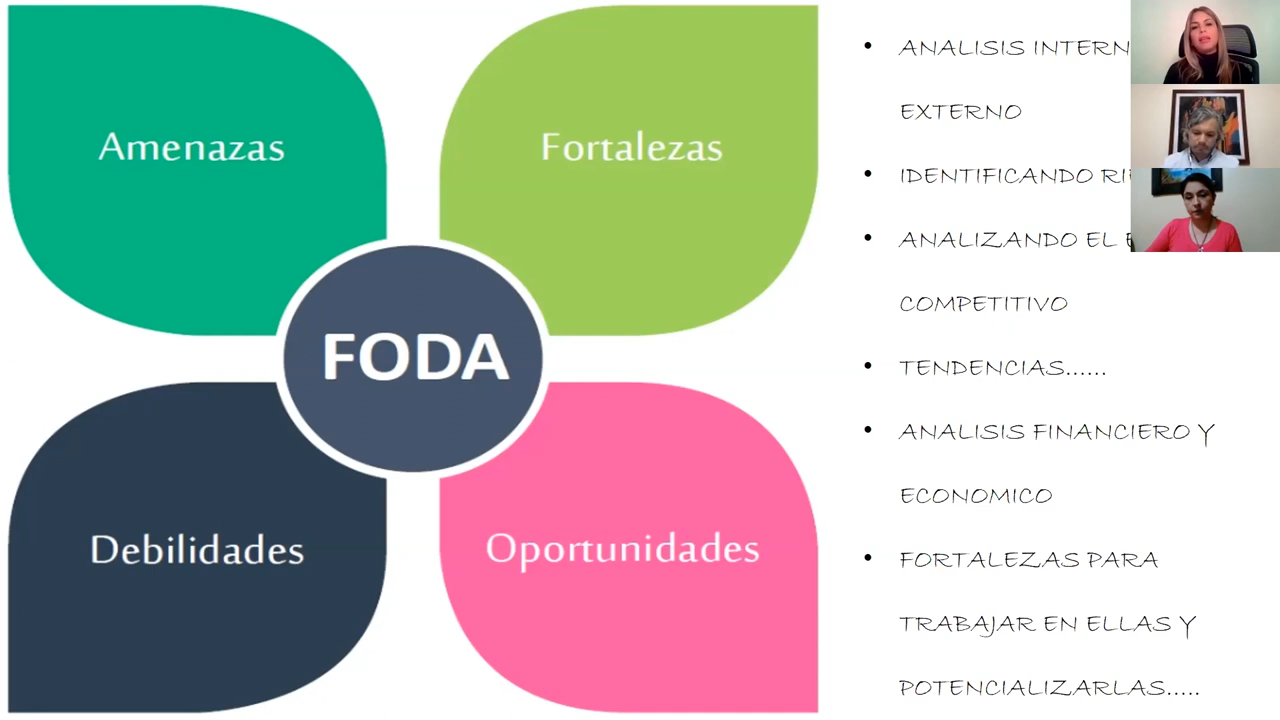 Amenazas
Fortalezas
FODA
Debilidades
Oportunidades
• ANALISIS
EXTERNO
• IDENTIFICANDO
• ANALIZANDO EL
COMPETITIVO
• TENDENCIAS......
• ANALISIS FINANCIERO Y
ECONOMICO
• FORTALEZAS PARA
TRABAJAR EN ELLAS Y
POTENCIALIZARLAS.....